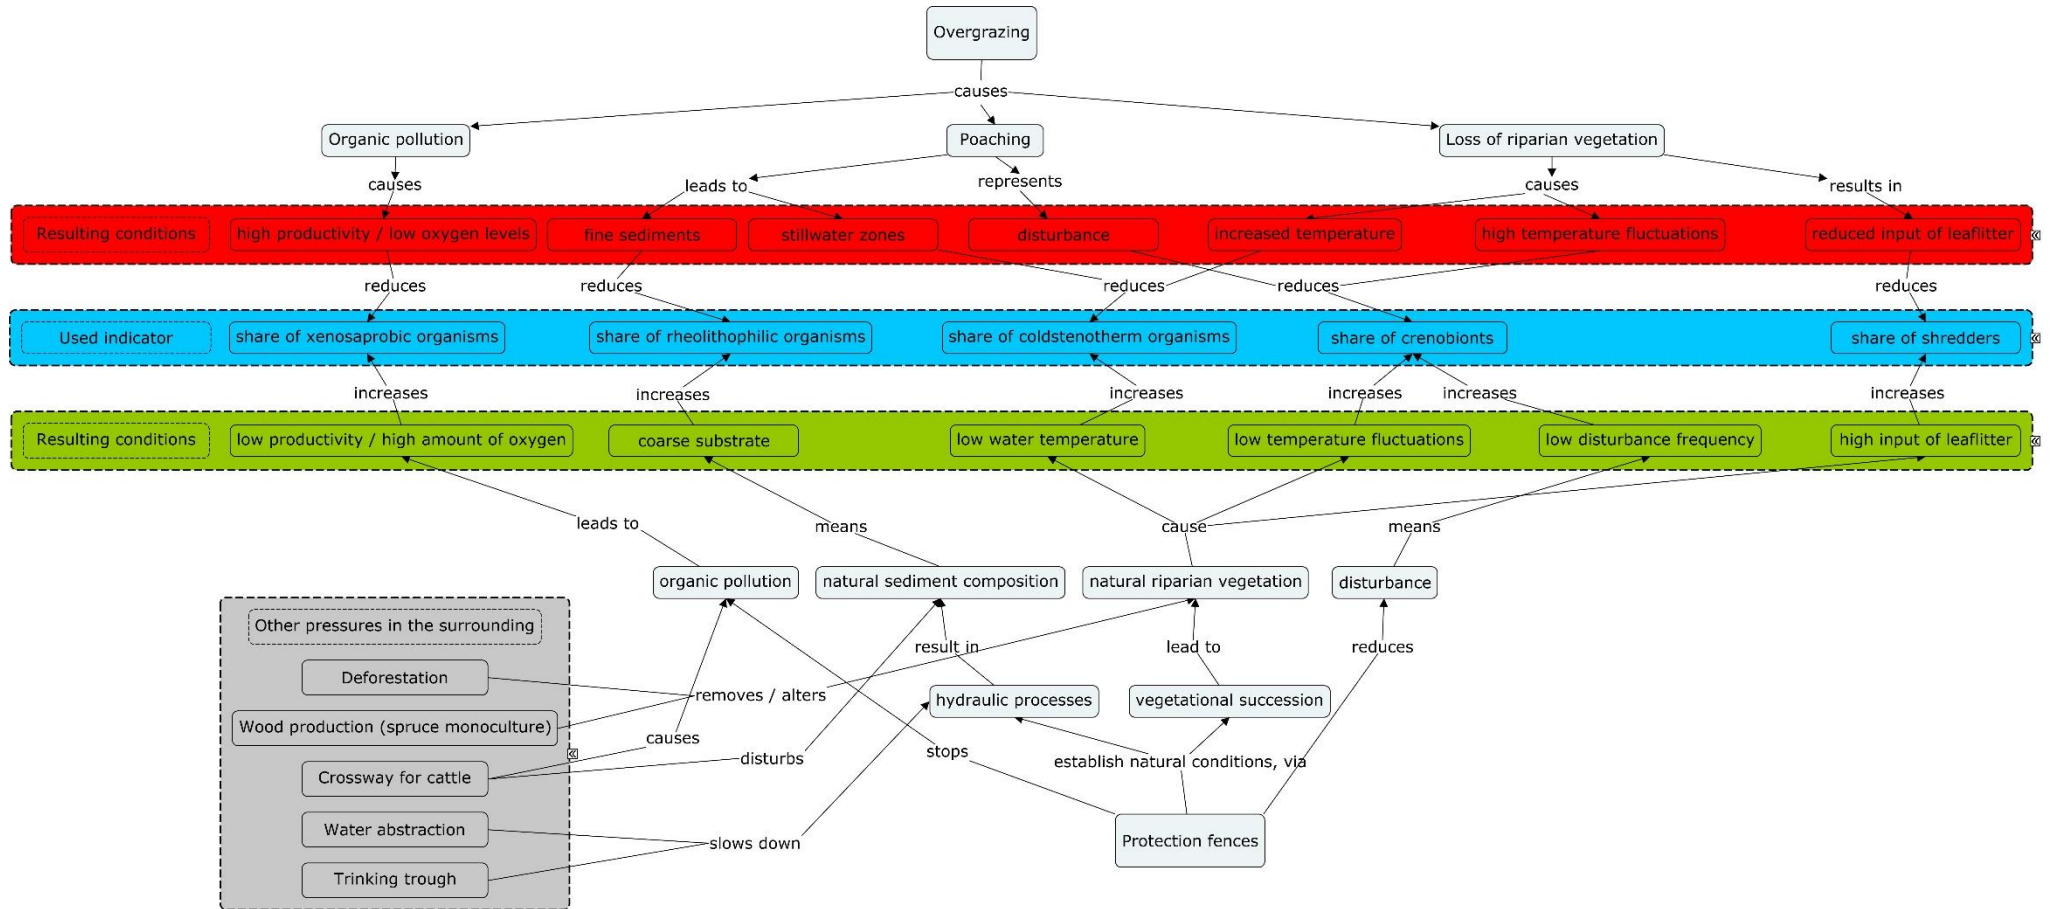 Overgrazing
causes
Organic pollution
Poaching
Loss of riparian vegetation
causes
leads to
represents
causes
results in
Resulting conditions
high productivity / low oxygen levels
fine sediments
stillwater zones
disturbance
increased temperature
high temperature fluctuations
reduced input of leaflitter
reduces
reduces
reduces
reduces
reduces
Used indicator
share of xenosaprobic organisms
share of rheolithophilic organisms
share of coldstenotherm organisms
share of crenobionts
share of shredders
increases
increases
increases
increases
increases
increases
Resulting conditions
low productivity / high amount of oxygen
coarse substrate
low water temperature
low temperature fluctuations
low disturbance frequency
high input of leaflitter
leads to
means
cause
means
organic pollution
natural sediment composition
natural riparian vegetation
disturbance
Other pressures in the surrounding
result in
lead to
reduces
Deforestation
removes / alters
hydraulic processes
vegetational succession
Wood production (spruce monoculture)
causes
disturbs
stops
establish natural conditions, via
Crossway for cattle
Water abstraction
slows down
Protection fences
Trinking trough